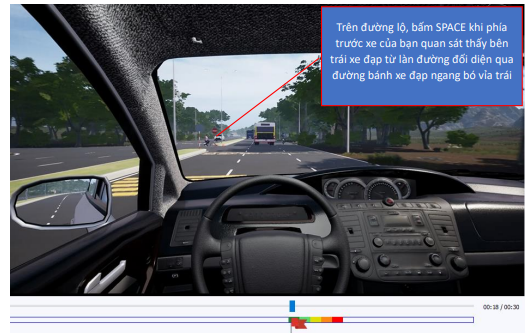 Trên đường lộ, bấm SPACE khi phía
trước xe của bạn quan sát thấy bên
trái xe đạp từ làn đường đối diện qua
đường bánh xe đạp ngang bó vỉa trái
00:18 / 00:30